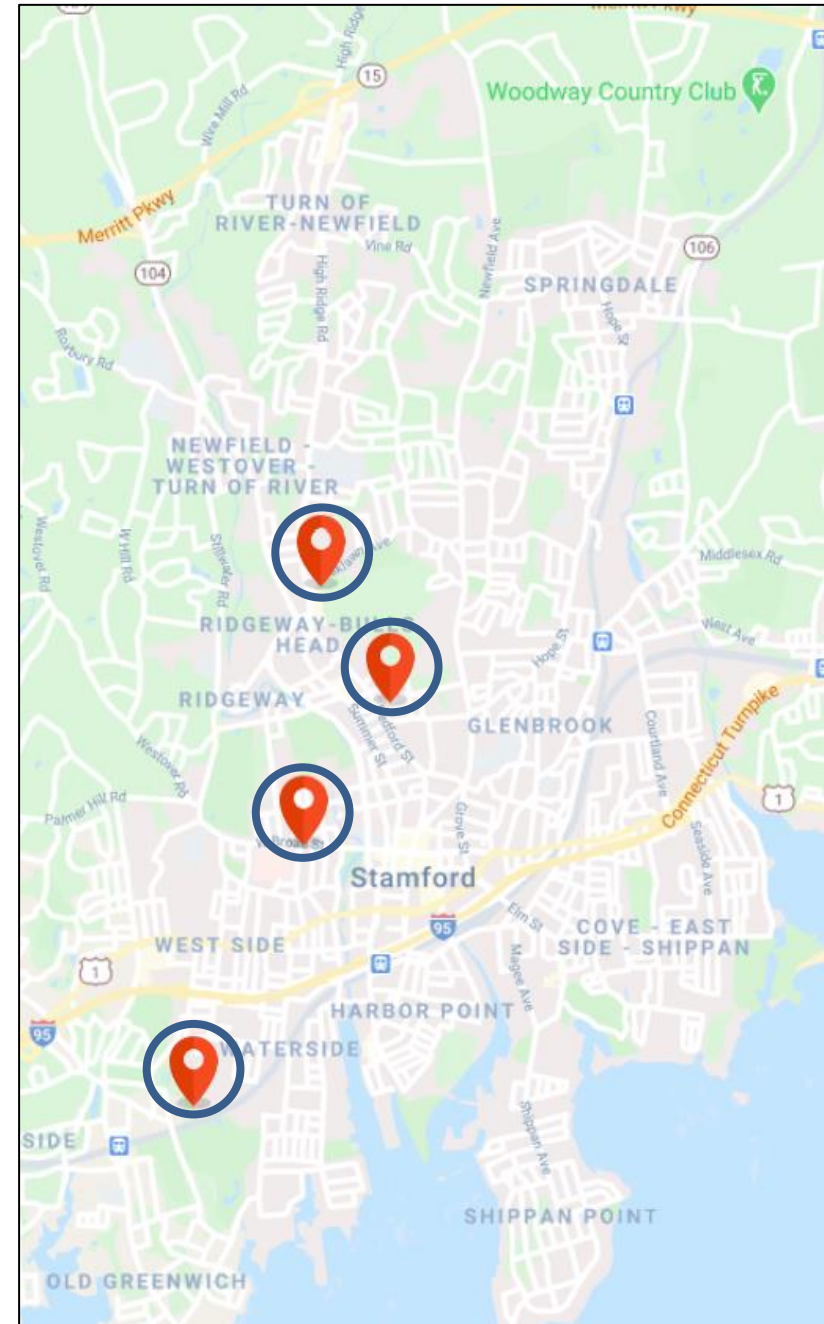 High Ridge
15
Woodway Country Club
Wire Mill Rd
TURN OF
RIVER-NEWFIELD
Merritt Pkwy
Vine Rd
Newfield Ave
106
104
High Ridge Rd
SPRINGDALE
Hope St
Roxbury Rd
NEWFIELD -
WESTOVER -
TURN OF RIVER
Westover Rd
W Hill Rd
Stillwater Rd
Middlesex Rd
RIDGEWAY-BULLS
HEAD
Hope St
West Ave
RIDGEWAY
Summer St
Bedford St
GLENBROOK
Courtland Ave
Connecticut Turnpike
Westover Rd
Palmer Hill Rd
1
Grove St
Seaside Ave
W Broad St
Stamford
Elm St
95
COVE - EAST
SIDE - SHIPPAN
WEST SIDE
1
Magee Ave
HARBOR POINT
95
WATERSIDE
Shippan Ave
SIDE
SHIPPAN POINT
OLD GREENWICH